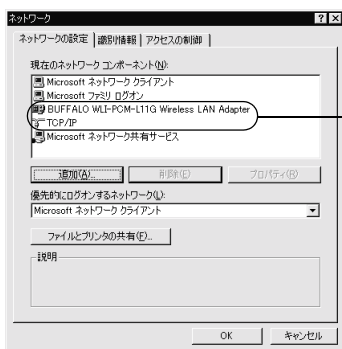 ネットワーク
ネットワークの設定 識別情報 アクセスの制御
現在のネットワーク コンポーネント(N):
Microsoft ネットワーク クライアント
Microsoft ファミリ ログオン
BUFFALO WLI-PCM-L11G Wireless LAN Adapter
TCP/IP
Microsoft ネットワーク共有サービス
追加(A)... 削除(E) プロパティ(R)
優先的にログオンするネットワーク(L):
Microsoft ネットワーク クライアント
ファイルとプリンタの共有(F)...
説明
OK キャンセル